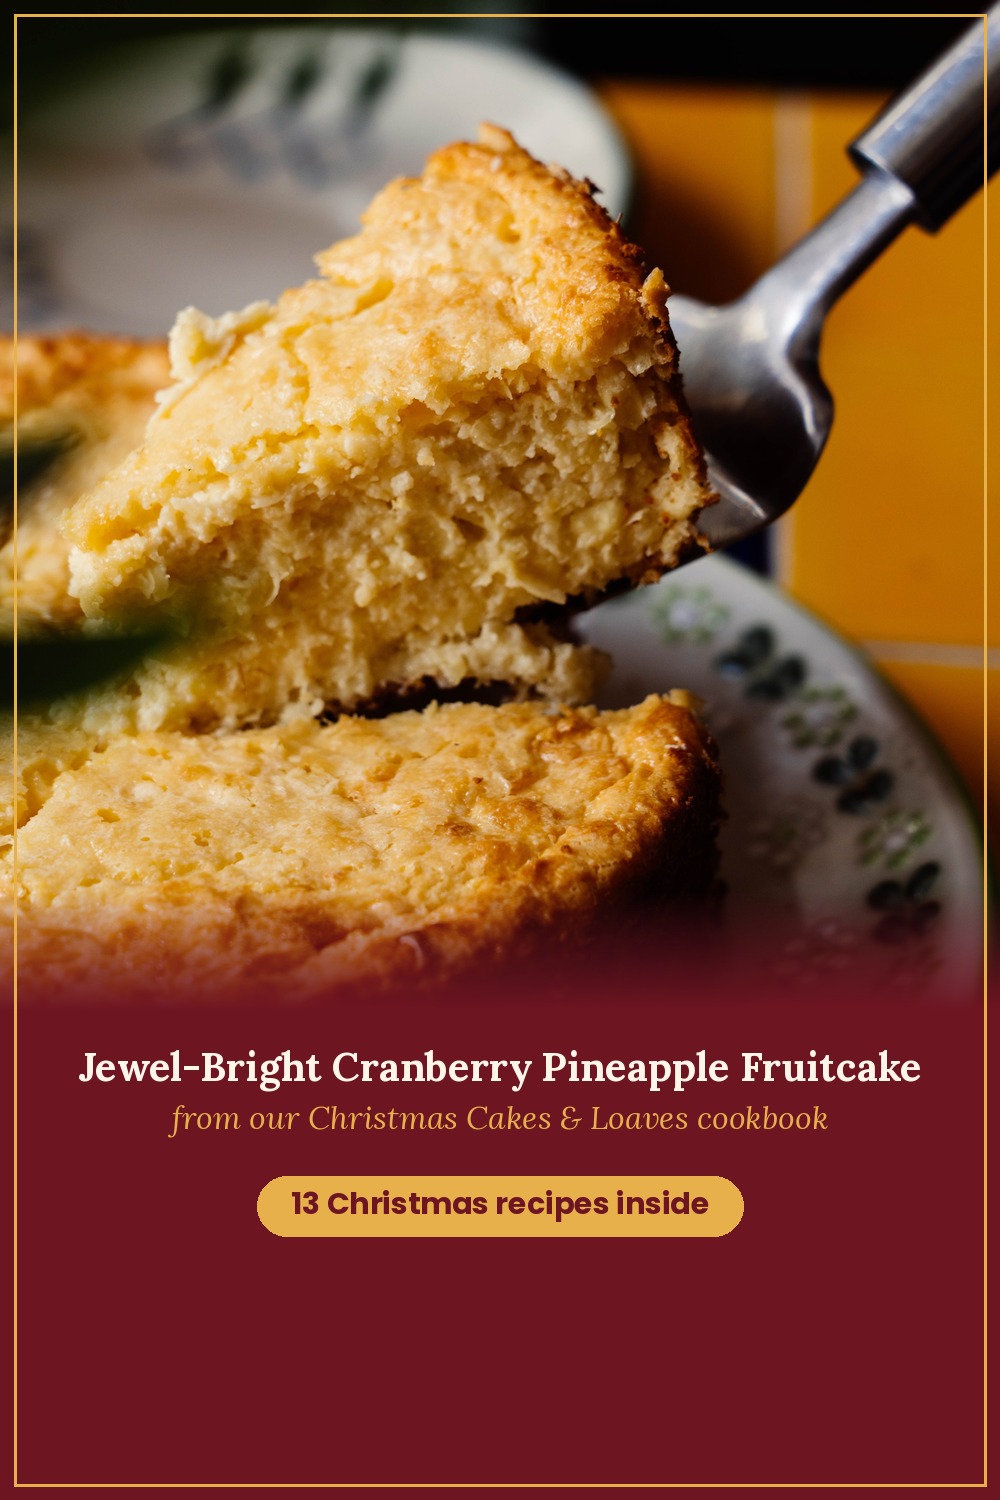 Jewel-Bright Cranberry Pineapple Fruitcake
from our Christmas Cakes & Loaves cookbook
13 Christmas recipes inside